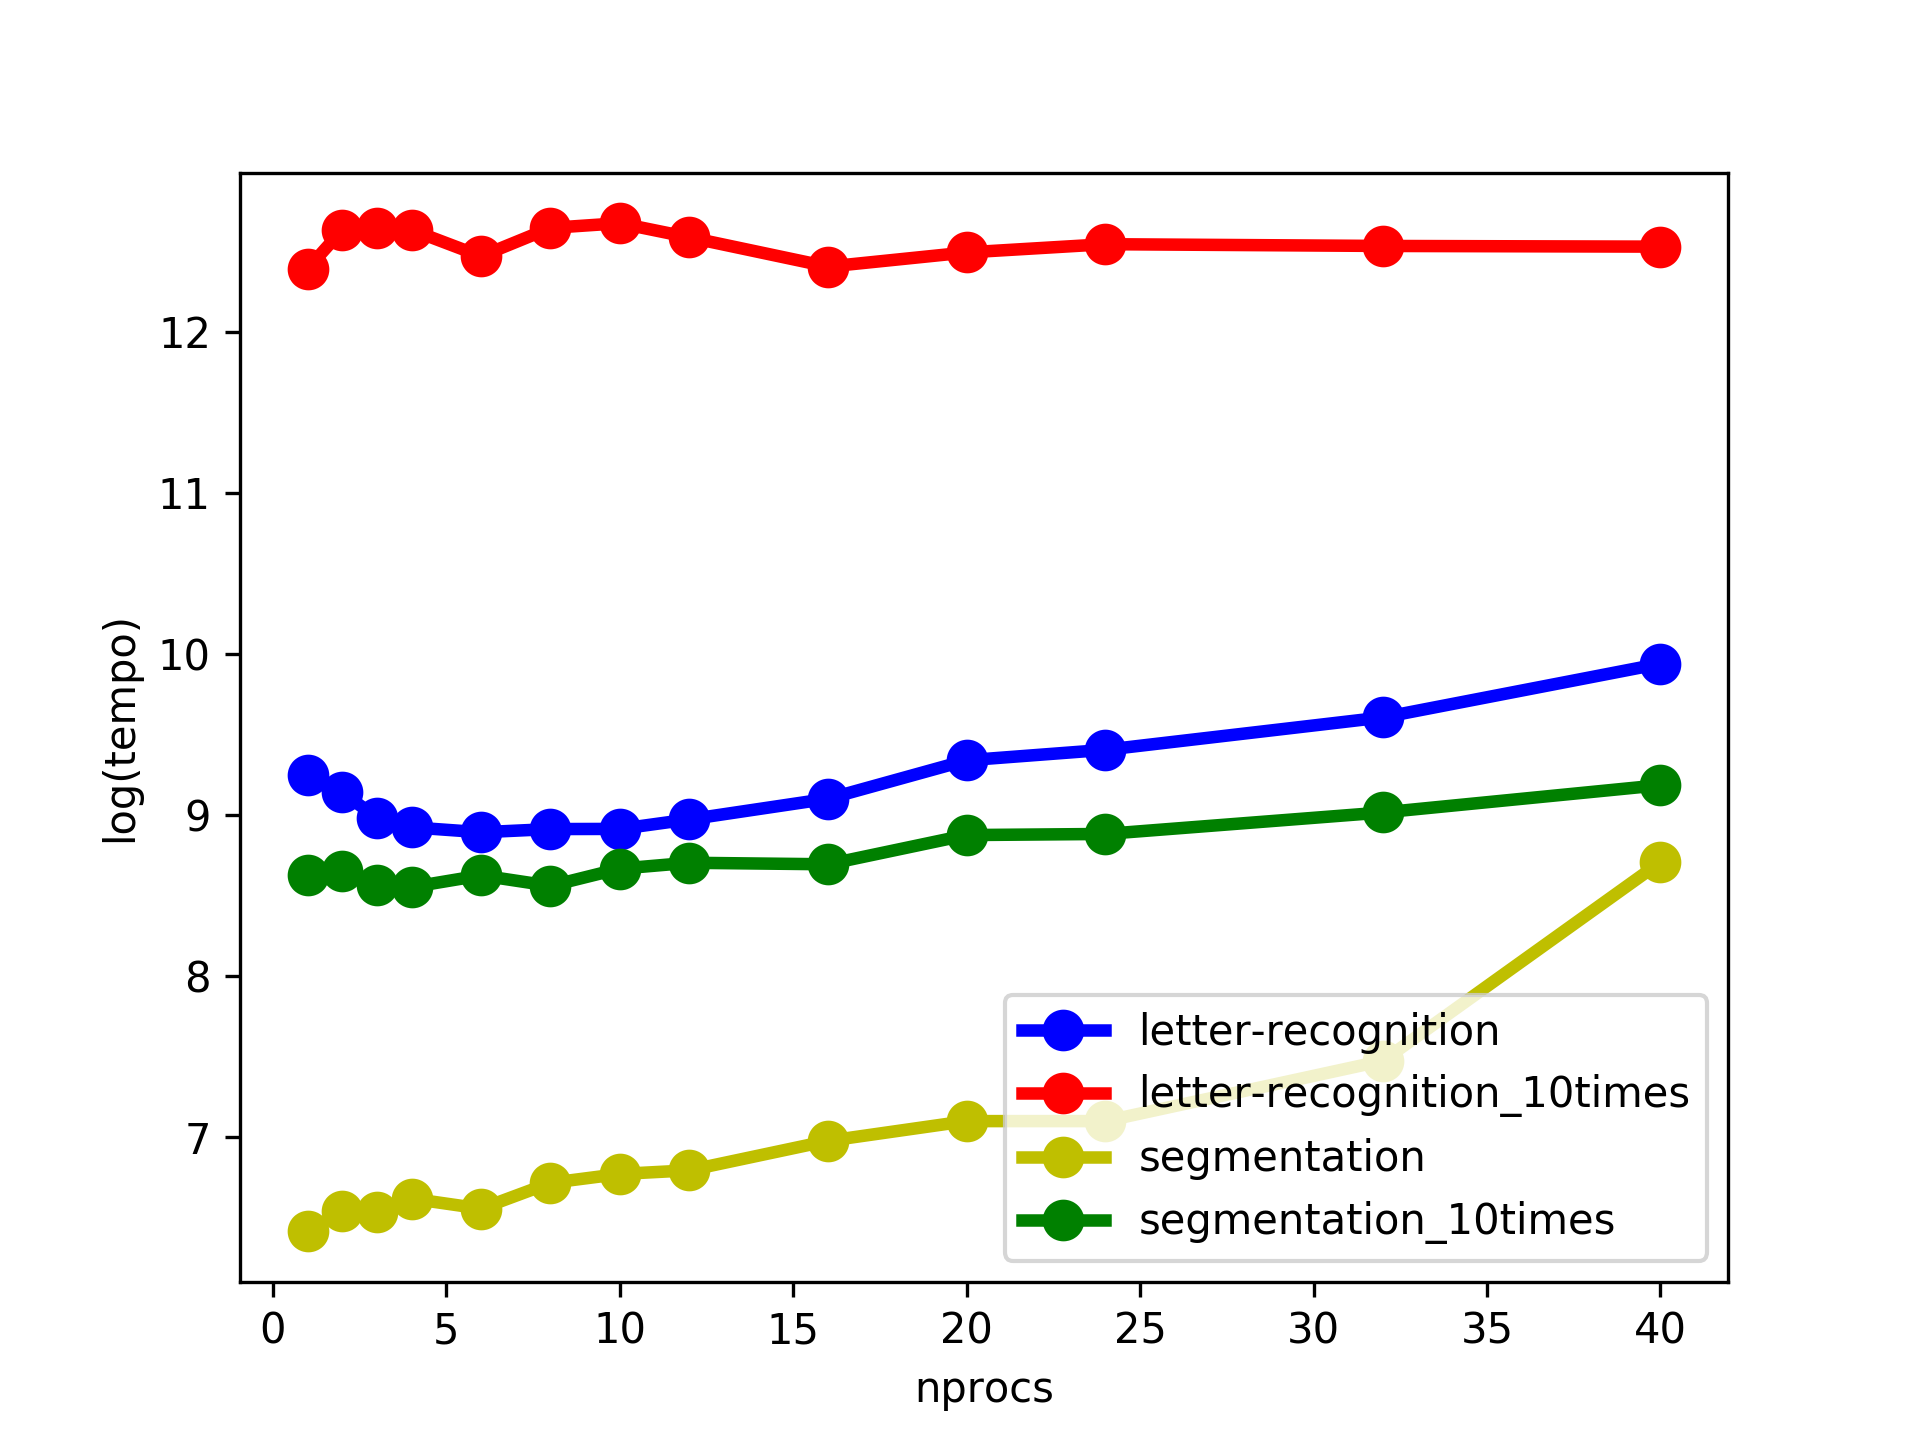 12
11
10
9
8
7
log(tempo)
letter-recognition
letter-recognition_10times
segmentation
segmentation_10times
0 5 10 15 20 25 30 35 40
nprocs